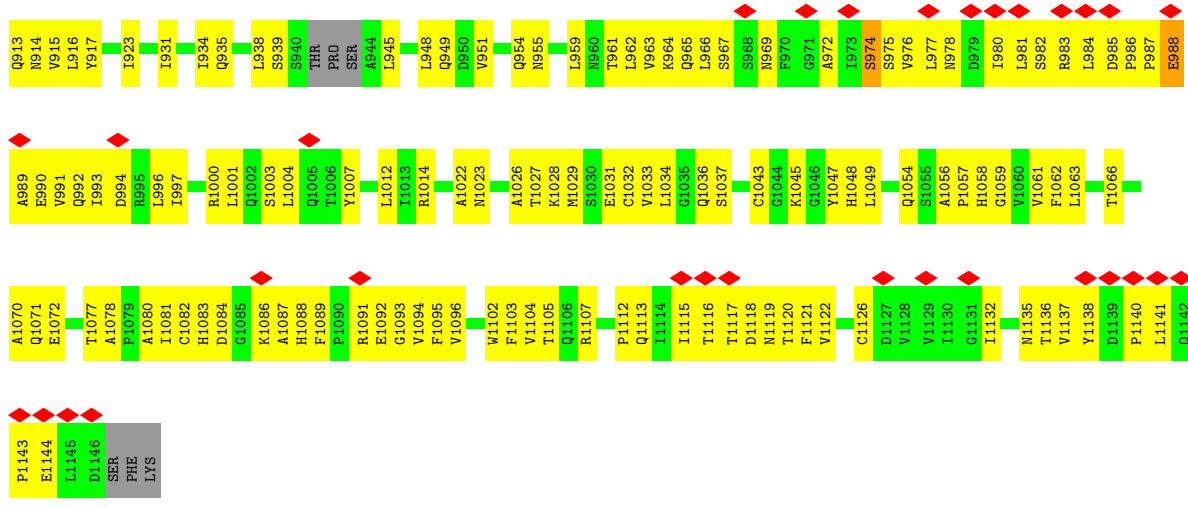 Q913 N914 V915 L916 Y917 I923 I931 I934 Q935 L938 S939 S940 THR PRO SER A944 L945 L948 Q949 D950 V951 Q954 N955 L959 N960 T961 L962 V963 K964 Q965 L966 S967 S968 N969 F970 G971 A972 I973 S974 S975 V976 L977 N978 D979 I980 L981 S982 R983 L984 D985 P986 P987 E988
A989 E990 V991 Q992 I993 D994 R995 L996 I997 R1000 L1001 Q1002 S1003 L1004 Q1005 T1006 Y1007 L1012 I1013 R1014 A1022 N1023 A1026 T1027 K1028 M1029 S1030 E1031 C1032 V1033 L1034 G1035 Q1036 S1037 C1043 G1044 K1045 G1046 Y1047 H1048 L1049 Q1054 S1055 A1056 P1057 H1058 G1059 V1060 V1061 F1062 L1063 T1066
A1070 Q1071 E1072 T1077 A1078 P1079 A1080 I1081 C1082 H1083 D1084 G1085 K1086 A1087 H1088 F1089 P1090 R1091 E1092 G1093 V1094 F1095 V1096 W1102 F1103 V1104 T1105 Q1106 R1107 P1112 Q1113 I1114 I1115 T1116 T1117 D1118 N1119 T1120 F1121 V1122 C1126 D1127 V1128 V1129 I1130 G1131 I1132 N1135 T1136 V1137 Y1138 D1139 P1140 L1141 Q1142
P1143 E1144 L1145 D1146 SER PHE LYS